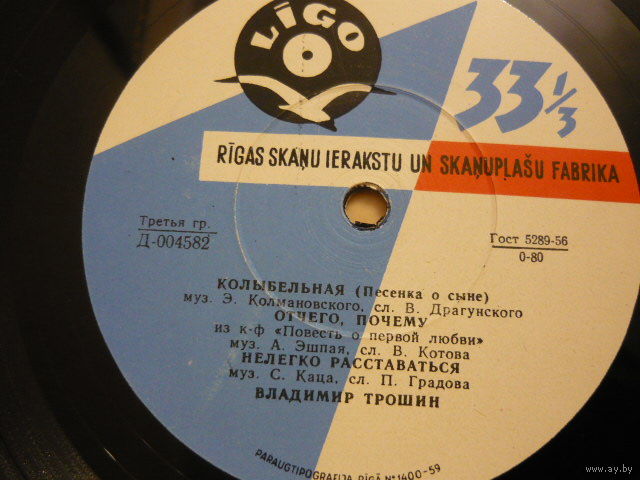 LĪGO
33 1/3
RĪGAS SKAŅU IERAKSTU UN SKAŅUPLAŠU FABRIKA
Третья гр.
Д-004582
Гост 5289-56
0-80
КОЛЫБЕЛЬНАЯ (Песенка о сыне)
муз. Э. Колмановского, сл. В. Драгунского
ОТЧЕГО, ПОЧЕМУ
из к-ф «Повесть о первой любви»
муз. А. Эшпая, сл. В. Котова
НЕЛЕГКО РАССТАВАТЬСЯ
муз. С. Каца, сл. П. Градова
ВЛАДИМИР ТРОШИН
PARAUGTIPOGRAFIJA RĪGĀ Nº1400-59
www.ay.by